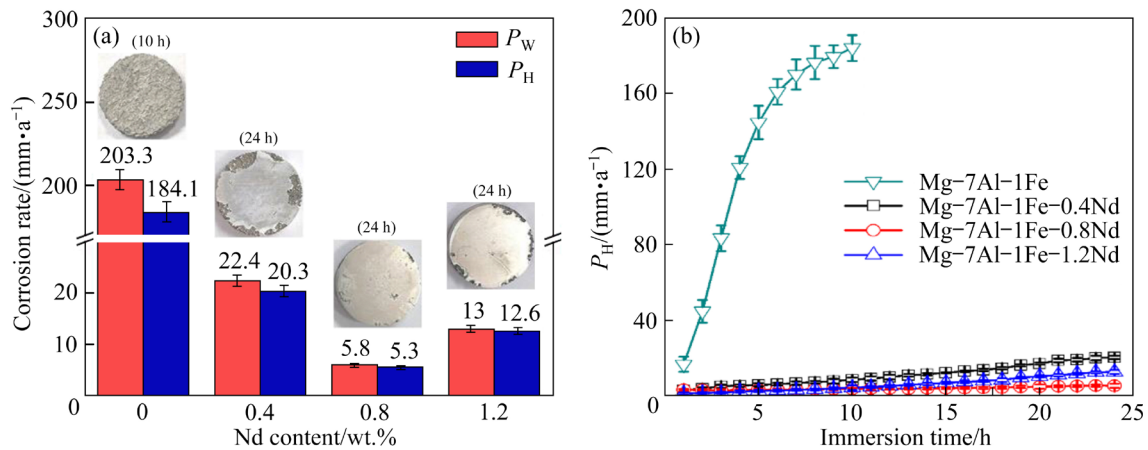 (a)
(10 h)
(24 h)
(24 h)
(24 h)
P_W
P_H
300
250
200
20
10
0
203.3
184.1
22.4
20.3
5.8
5.3
13
12.6
0
0.4
0.8
1.2
Corrosion rate/(mm•a⁻¹)
Nd content/wt.%
(b)
200
160
120
80
40
0
Mg−7Al−1Fe
Mg−7Al−1Fe−0.4Nd
Mg−7Al−1Fe−0.8Nd
Mg−7Al−1Fe−1.2Nd
5
10
15
20
25
P_H/(mm•a⁻¹)
Immersion time/h